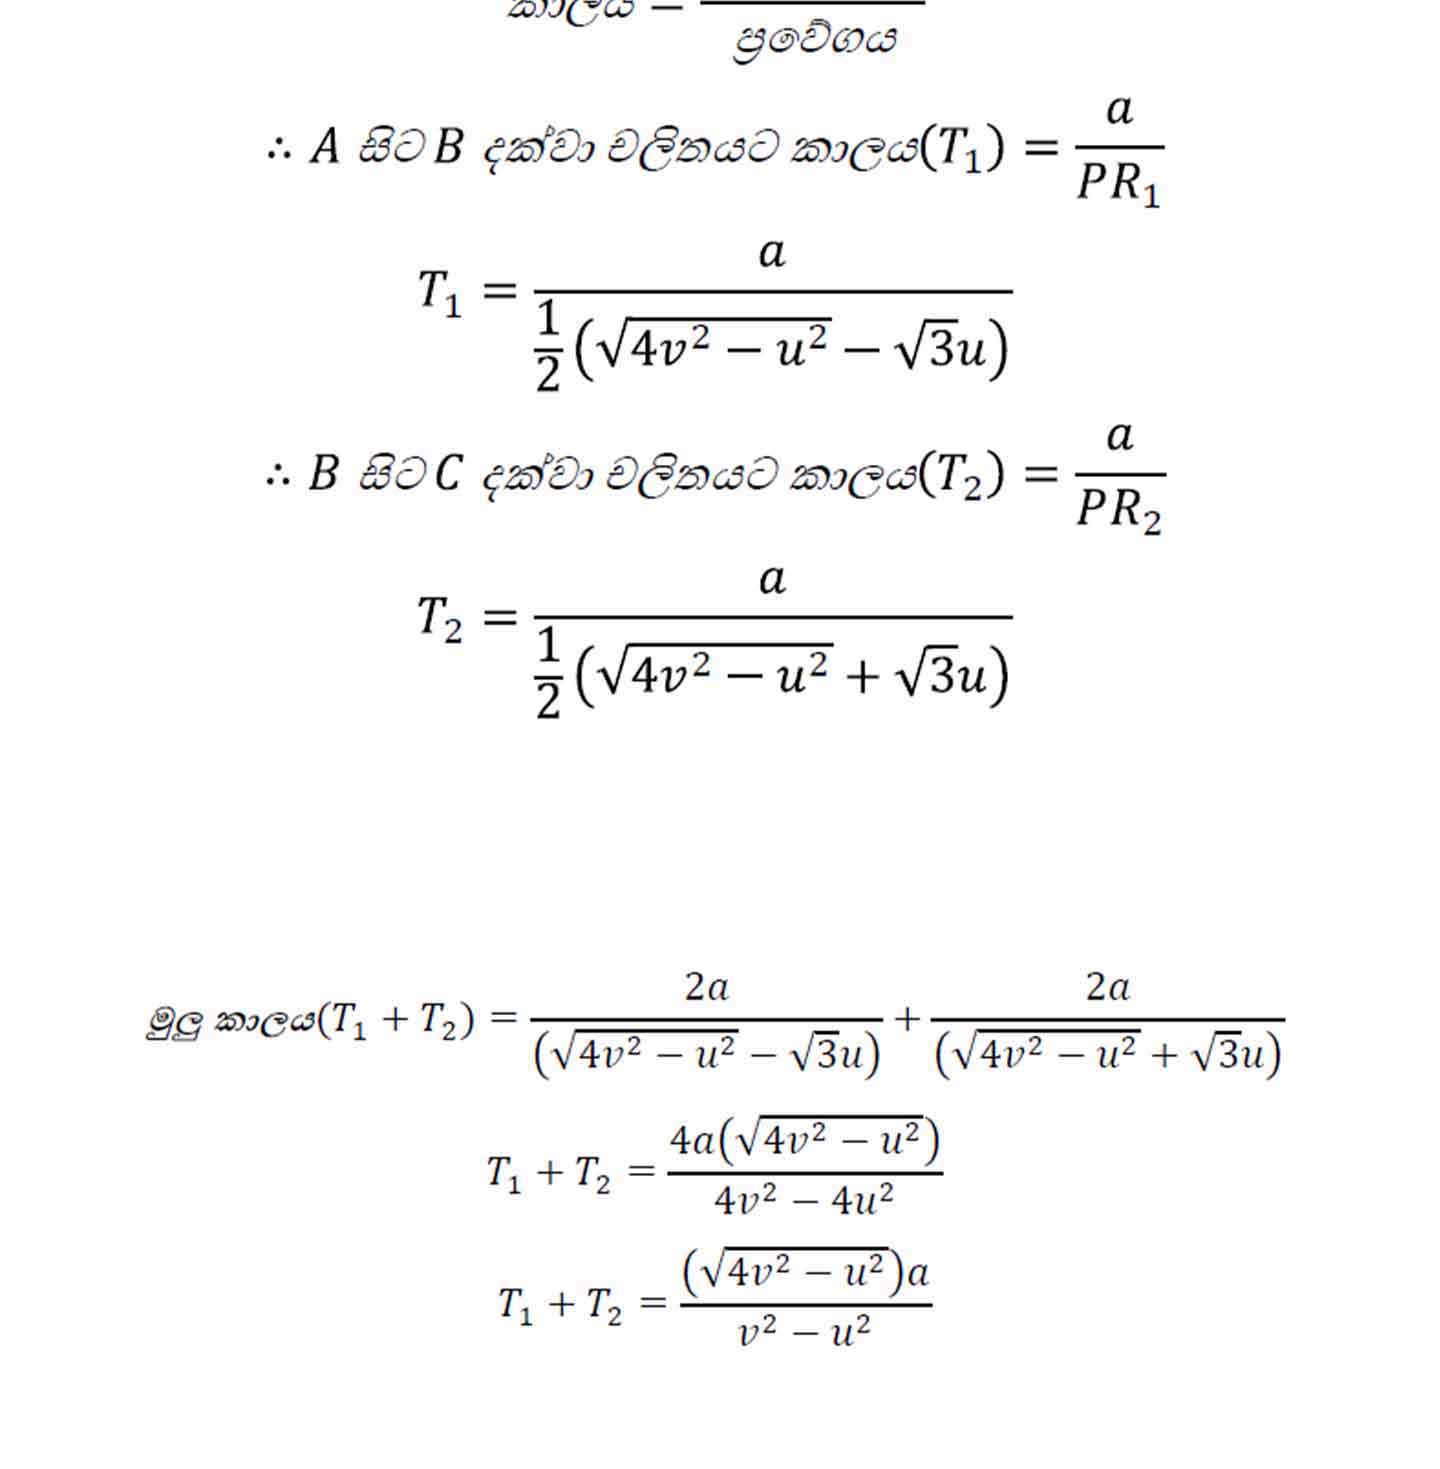 කාලය = ―
ප්‍රවේගය
∴ A සිට B දක්වා චලිතයට කාලය(T₁) = a/PR₁
T₁ = a/(½(√(4v² − u²) − √3u))
∴ B සිට C දක්වා චලිතයට කාලය(T₂) = a/PR₂
T₂ = a/(½(√(4v² − u²) + √3u))
මුලු කාලය(T₁ + T₂) = 2a/(√(4v² − u²) − √3u) + 2a/(√(4v² − u²) + √3u)
T₁ + T₂ = 4a(√(4v² − u²))/(4v² − 4u²)
T₁ + T₂ = (√(4v² − u²))a/(v² − u²)